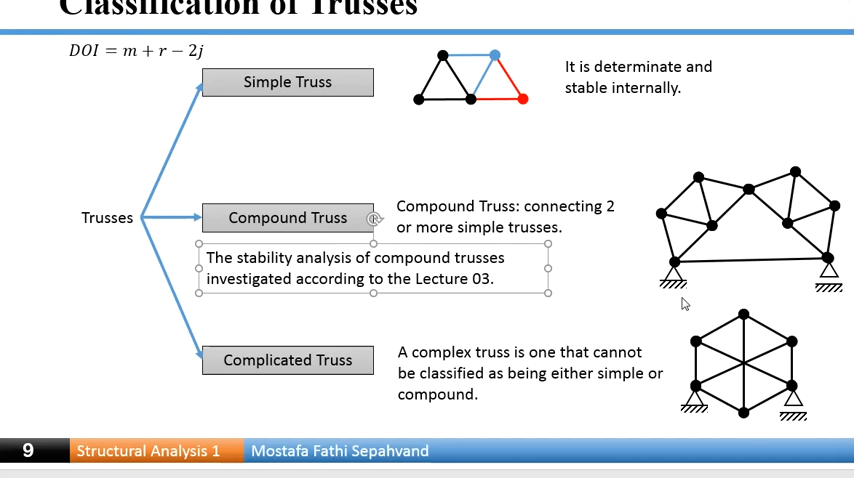 Classification of Trusses
DOI = m + r − 2j
Simple Truss
It is determinate and
stable internally.
Trusses
Compound Truss
Compound Truss: connecting 2
or more simple trusses.
The stability analysis of compound trusses
investigated according to the Lecture 03.
Complicated Truss
A complex truss is one that cannot
be classified as being either simple or
compound.
9
Structural Analysis 1
Mostafa Fathi Sepahvand